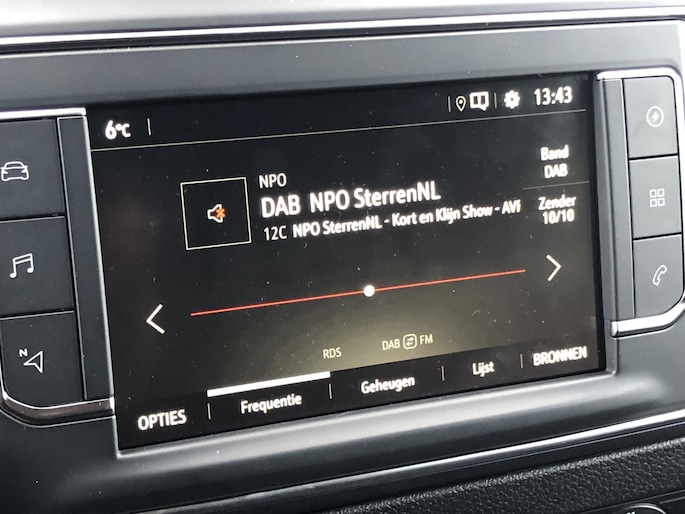 6°C
13:43
NPO
DAB NPO SterrenNL
12C NPO SterrenNL - Kort en Klijn Show - AVR
Band
DAB
Zender
10/10
RDS
DAB FM
OPTIES
Frequentie
Geheugen
Lijst
BRONNEN
N